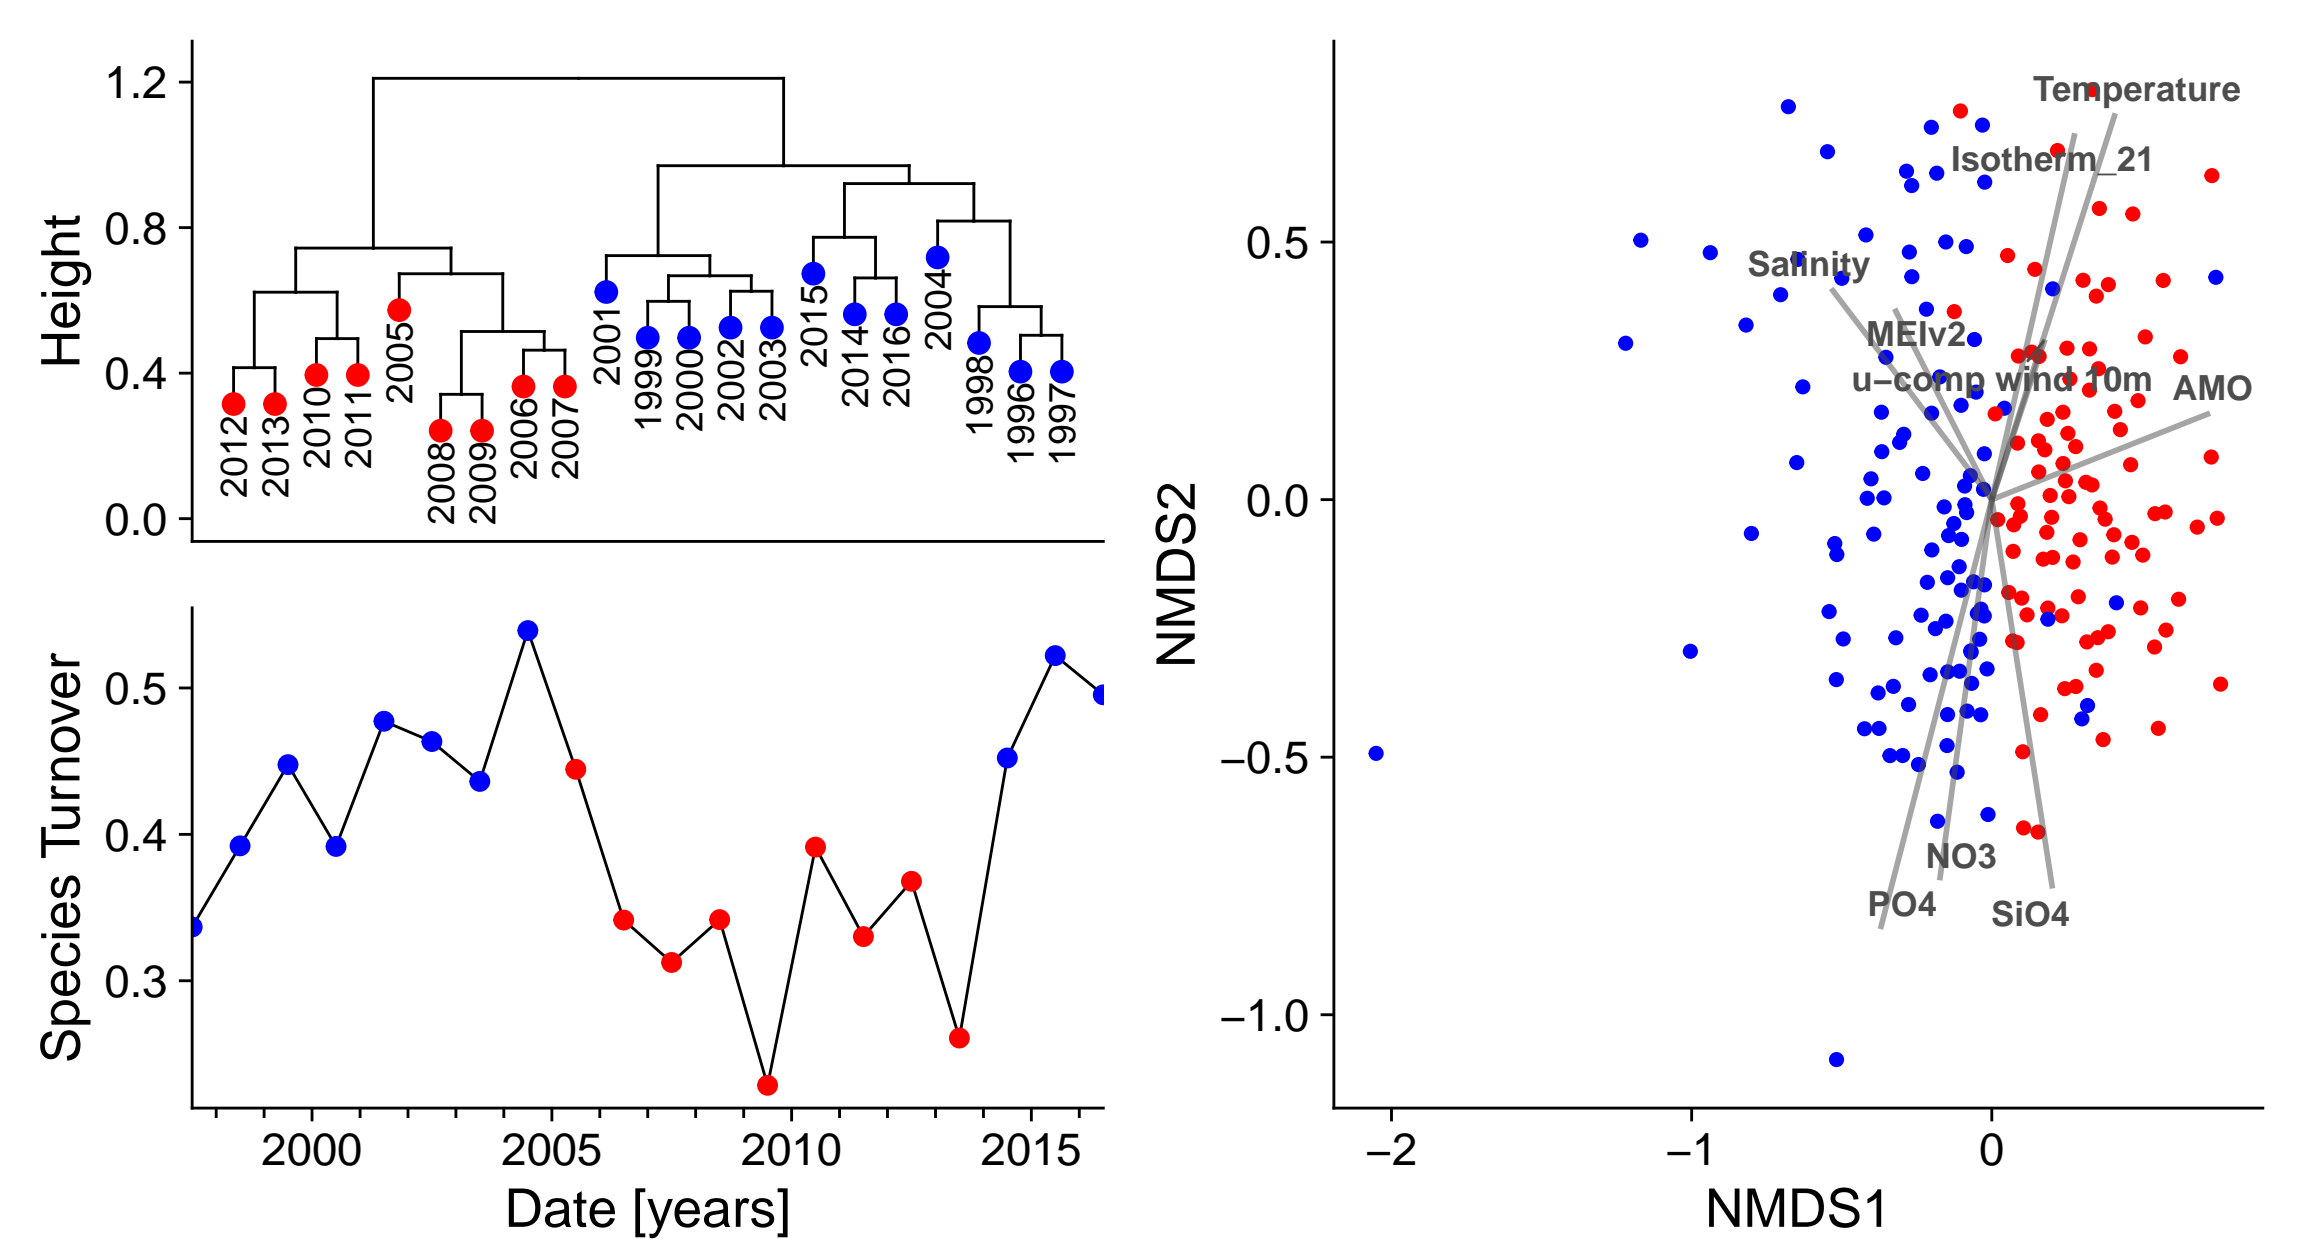 1.2
0.8
0.4
0.0
Height
2012
2013
2010
2011
2005
2008
2009
2006
2007
2001
1999
2000
2002
2003
2015
2014
2016
2004
1998
1996
1997
0.5
0.4
0.3
Species Turnover
2000
2005
2010
2015
Date [years]
0.5
0.0
−0.5
−1.0
NMDS2
Temperature
Isotherm_21
Salinity
MEIv2
u−comp wind 10m
AMO
NO3
PO4
SiO4
−2
−1
0
NMDS1